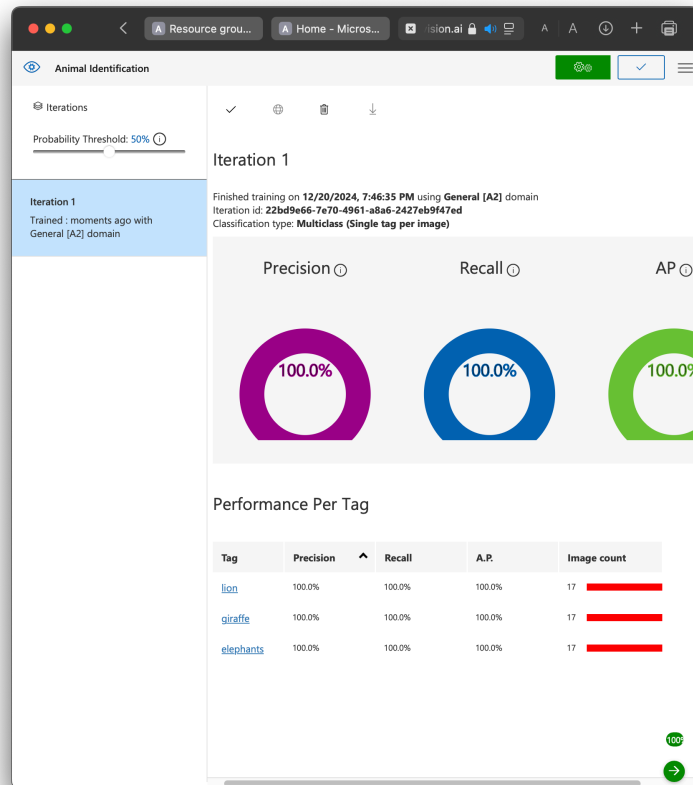 Resource grou...
Home - Micros...
ision.ai
A
A
Animal Identification
Iterations
Probability Threshold: 50%
Iteration 1
Trained : moments ago with
General [A2] domain
Iteration 1
Finished training on 12/20/2024, 7:46:35 PM using General [A2] domain
Iteration id: 22bd9e66-7e70-4961-a8a6-2427eb9f47ed
Classification type: Multiclass (Single tag per image)
Precision
Recall
AP
100.0%
100.0%
100.0%
Performance Per Tag
Tag Precision Recall A.P. Image count
lion 100.0% 100.0% 100.0% 17
giraffe 100.0% 100.0% 100.0% 17
elephants 100.0% 100.0% 100.0% 17
100%